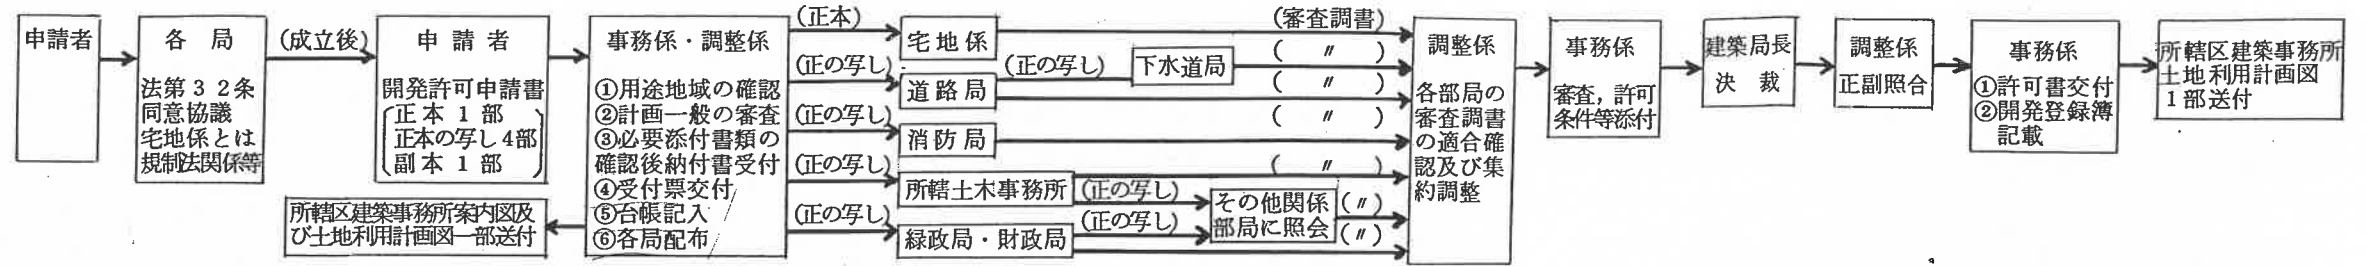 申請者
各局
法第３２条
同意協議
宅地係とは
規制法関係等
(成立後)
申請者
開発許可申請書
正本１部
正本の写し４部
副本１部
事務係・調整係
①用途地域の確認
②計画一般の審査
③必要添付書類の
確認後納付書受付
④受付票交付
⑤台帳記入
⑥各局配布
所轄区建築事務所案内図及
び土地利用計画図一部送付
(正本)
宅地係
(審査調書)
(正の写し)
道路局
(正の写し)
下水道局
(〃)
(〃)
(正の写し)
消防局
(〃)
(正の写し)
所轄土木事務所
(〃)
(正の写し)
(正の写し)
緑政局・財政局
(正の写し)
その他関係
部局に照会
(〃)
(〃)
調整係
各部局の
審査調書
の適合確
認及び集
約調整
事務係
審査，許可
条件等添付
建築局長
決裁
調整係
正副照合
事務係
①許可書交付
②開発登録簿
記載
所轄区建築事務所
土地利用計画図
１部送付